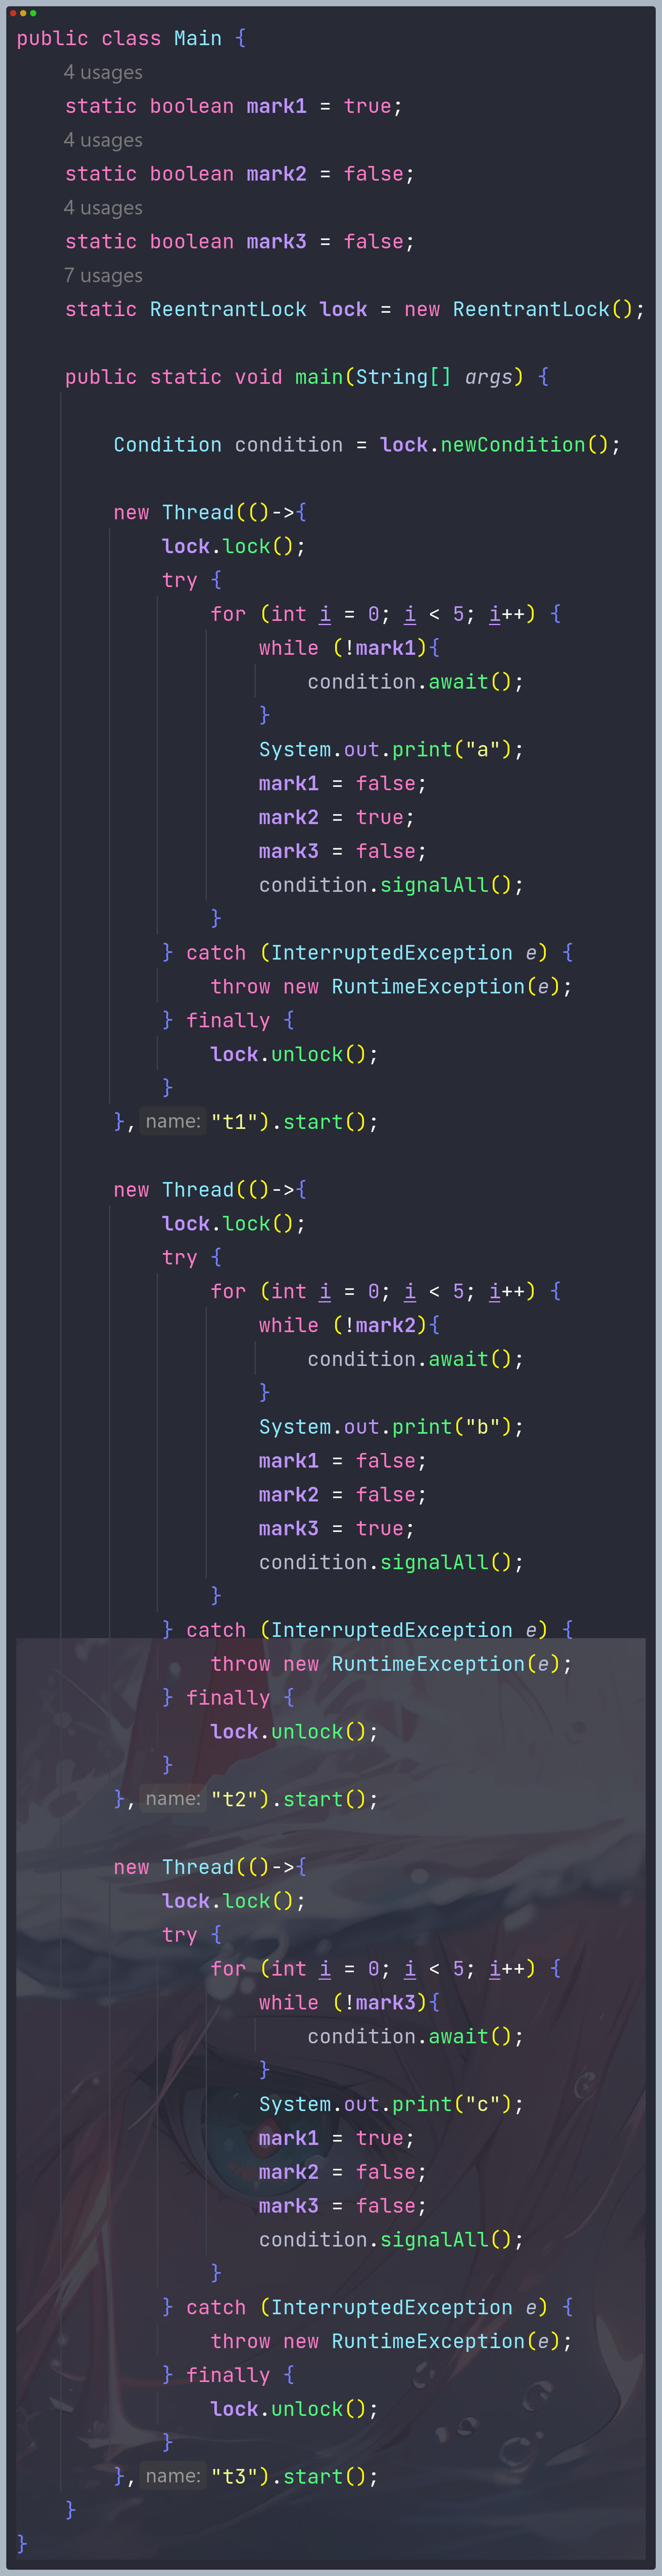 public class Main {
4 usages
static boolean mark1 = true;
4 usages
static boolean mark2 = false;
4 usages
static boolean mark3 = false;
7 usages
static ReentrantLock lock = new ReentrantLock();
public static void main(String[] args) {
Condition condition = lock.newCondition();
new Thread(()->{
lock.lock();
try {
for (int i = 0; i < 5; i++) {
while (!mark1){
condition.await();
}
System.out.print("a");
mark1 = false;
mark2 = true;
mark3 = false;
condition.signalAll();
}
} catch (InterruptedException e) {
throw new RuntimeException(e);
} finally {
lock.unlock();
}
}, name: "t1").start();
new Thread(()->{
lock.lock();
try {
for (int i = 0; i < 5; i++) {
while (!mark2){
condition.await();
}
System.out.print("b");
mark1 = false;
mark2 = false;
mark3 = true;
condition.signalAll();
}
} catch (InterruptedException e) {
throw new RuntimeException(e);
} finally {
lock.unlock();
}
}, name: "t2").start();
new Thread(()->{
lock.lock();
try {
for (int i = 0; i < 5; i++) {
while (!mark3){
condition.await();
}
System.out.print("c");
mark1 = true;
mark2 = false;
mark3 = false;
condition.signalAll();
}
} catch (InterruptedException e) {
throw new RuntimeException(e);
} finally {
lock.unlock();
}
}, name: "t3").start();
}
}